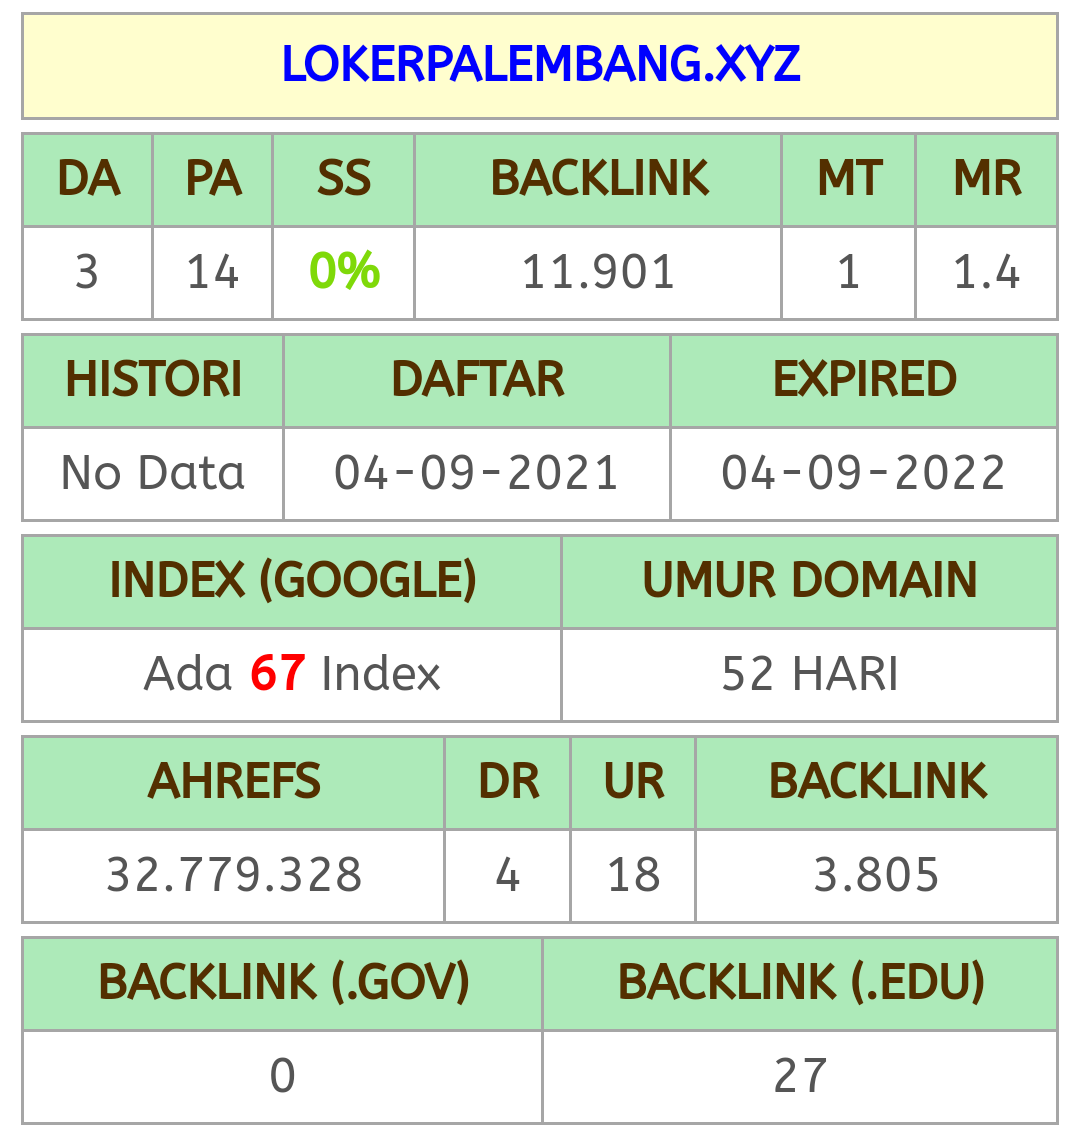 LOKERPALEMBANG.XYZ
DA PA SS BACKLINK MT MR
3 14 0% 11.901 1 1.4
HISTORI DAFTAR EXPIRED
No Data 04-09-2021 04-09-2022
INDEX (GOOGLE) UMUR DOMAIN
Ada 67 Index 52 HARI
AHREFS DR UR BACKLINK
32.779.328 4 18 3.805
BACKLINK (.GOV) BACKLINK (.EDU)
0 27